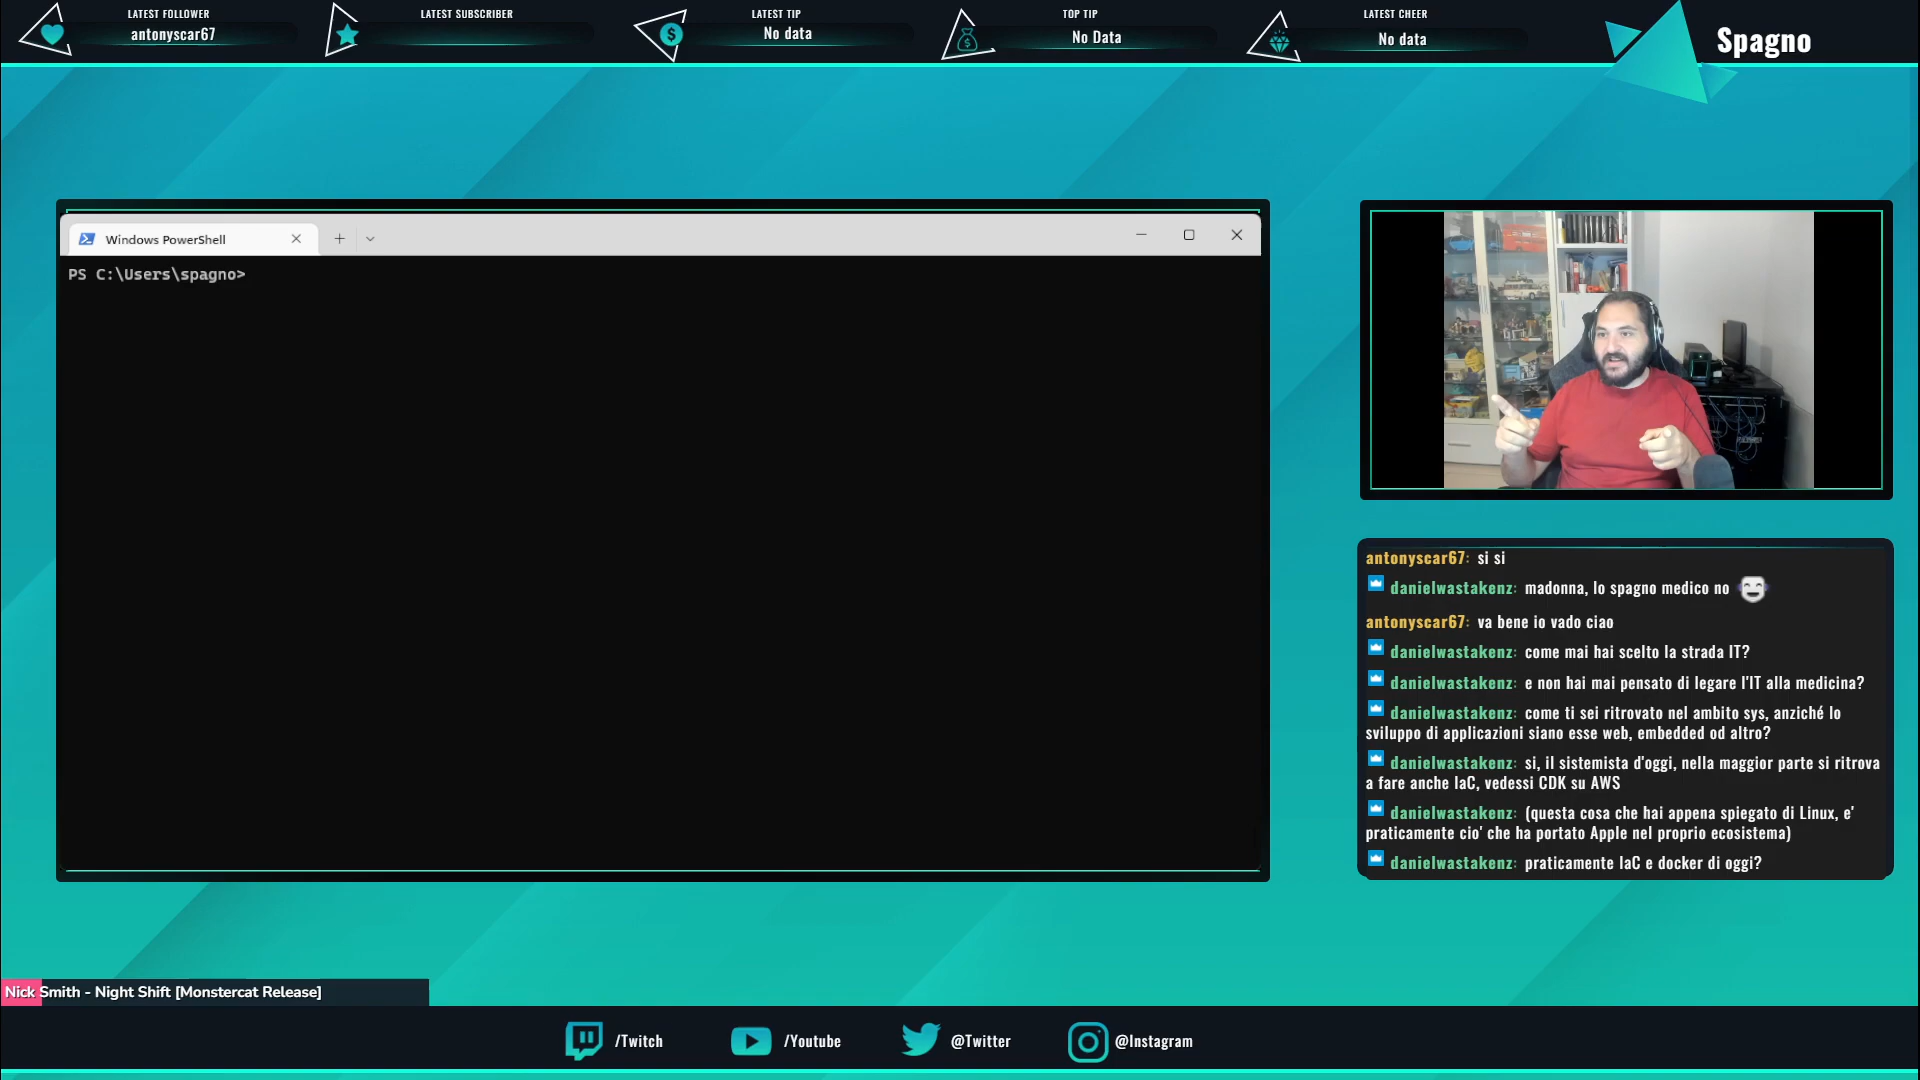 LATEST FOLLOWER
antonyscar67
LATEST SUBSCRIBER
LATEST TIP
No data
TOP TIP
No Data
LATEST CHEER
No data
Spagno
Windows PowerShell
PS C:\Users\spagno>
antonyscar67: si si
danielwastakenz: madonna, lo spagno medico no
antonyscar67: va bene io vado ciao
danielwastakenz: come mai hai scelto la strada IT?
danielwastakenz: e non hai mai pensato di legare l'IT alla medicina?
danielwastakenz: come ti sei ritrovato nel ambito sys, anziché lo
sviluppo di applicazioni siano esse web, embedded od altro?
danielwastakenz: si, il sistemista d'oggi, nella maggior parte si ritrova
a fare anche IaC, vedessi CDK su AWS
danielwastakenz: (questa cosa che hai appena spiegato di Linux, e'
praticamente cio' che ha portato Apple nel proprio ecosistema)
danielwastakenz: praticamente IaC e docker di oggi?
Nick Smith - Night Shift [Monstercat Release]
/Twitch
/Youtube
@Twitter
@Instagram